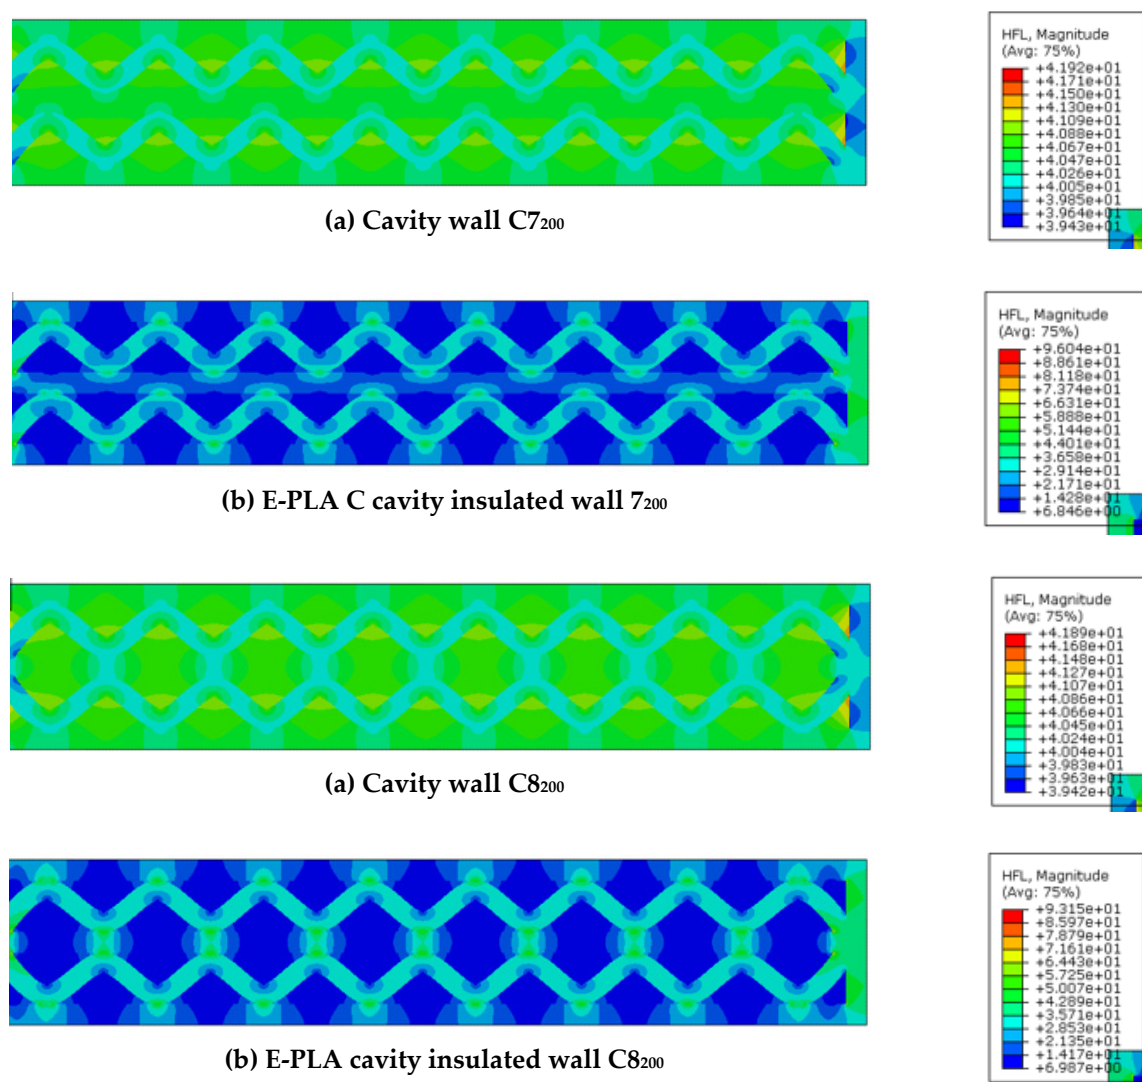 HFL, Magnitude
(Avg: 75%)
+4.192e+01
+4.171e+01
+4.150e+01
+4.130e+01
+4.109e+01
+4.088e+01
+4.067e+01
+4.047e+01
+4.026e+01
+4.005e+01
+3.985e+01
+3.964e+01
+3.943e+01
(a) Cavity wall C7200
HFL, Magnitude
(Avg: 75%)
+9.604e+01
+8.861e+01
+8.118e+01
+7.374e+01
+6.631e+01
+5.888e+01
+5.144e+01
+4.401e+01
+3.658e+01
+2.914e+01
+2.171e+01
+1.428e+01
+6.846e+00
(b) E-PLA C cavity insulated wall 7200
HFL, Magnitude
(Avg: 75%)
+4.189e+01
+4.168e+01
+4.148e+01
+4.127e+01
+4.107e+01
+4.086e+01
+4.066e+01
+4.045e+01
+4.024e+01
+4.004e+01
+3.983e+01
+3.963e+01
+3.942e+01
(a) Cavity wall C8200
HFL, Magnitude
(Avg: 75%)
+9.315e+01
+8.597e+01
+7.879e+01
+7.161e+01
+6.443e+01
+5.725e+01
+5.007e+01
+4.289e+01
+3.571e+01
+2.853e+01
+2.135e+01
+1.417e+01
+6.987e+00
(b) E-PLA cavity insulated wall C8200